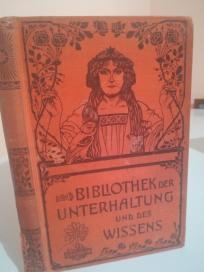 BIBLIOTHEK DER
UNTERHALTUNG
UND DES
WISSENS